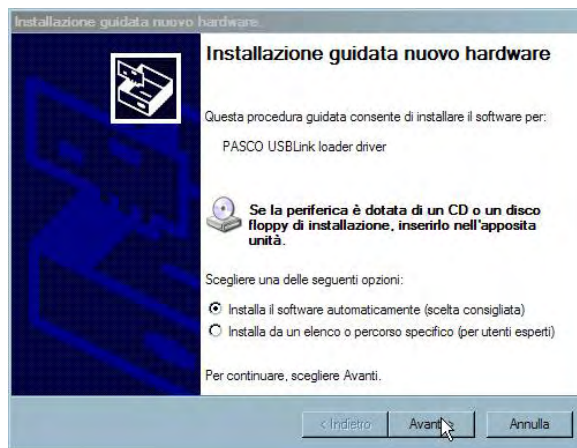 Installazione guidata nuovo hardware
Installazione guidata nuovo hardware
Questa procedura guidata consente di installare il software per:
PASCO USBLink loader driver
Se la periferica è dotata di un CD o un disco
floppy di installazione, inserirlo nell'apposita
unità.
Scegliere una delle seguenti opzioni:
Installa il software automaticamente (scelta consigliata)
Installa da un elenco o percorso specifico (per utenti esperti)
Per continuare, scegliere Avanti.
< Indietro Avanti > Annulla